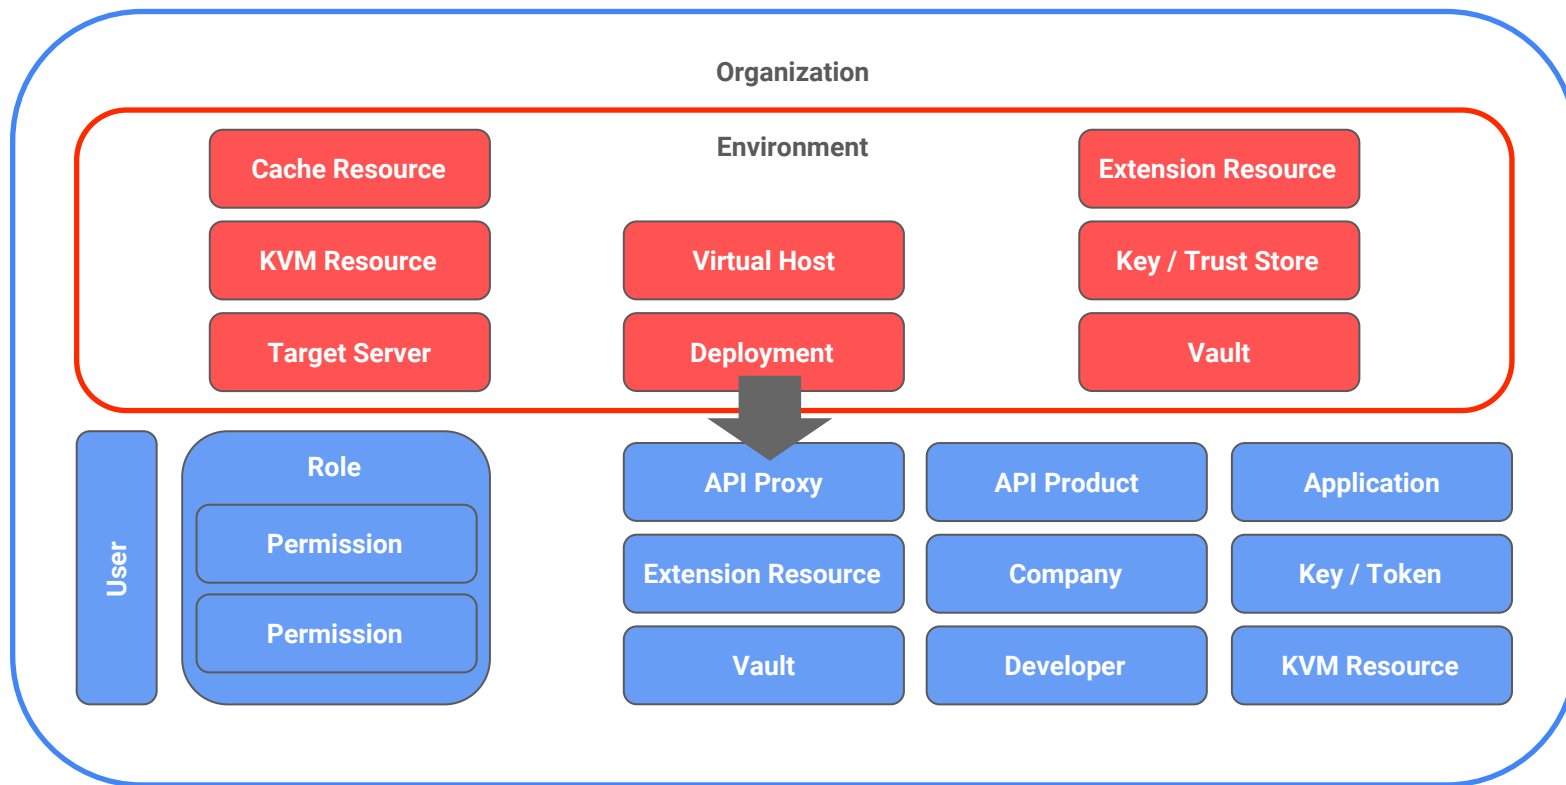 Organization
Environment
Cache Resource
KVM Resource
Target Server
Virtual Host
Deployment
Extension Resource
Key / Trust Store
Vault
User
Role
Permission
Permission
API Proxy
API Product
Application
Extension Resource
Company
Key / Token
Vault
Developer
KVM Resource